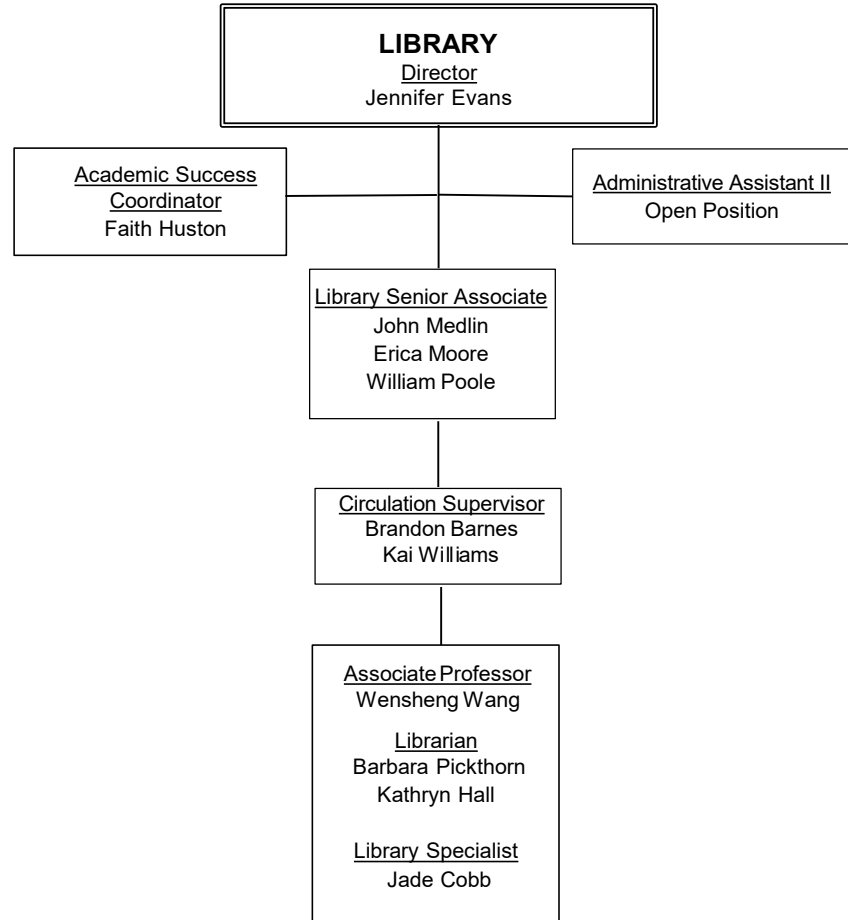 LIBRARY
Director
Jennifer Evans
Academic Success
Coordinator
Faith Huston
Administrative Assistant II
Open Position
Library Senior Associate
John Medlin
Erica Moore
William Poole
Circulation Supervisor
Brandon Barnes
Kai Williams
Associate Professor
Wensheng Wang
Librarian
Barbara Pickthorn
Kathryn Hall
Library Specialist
Jade Cobb